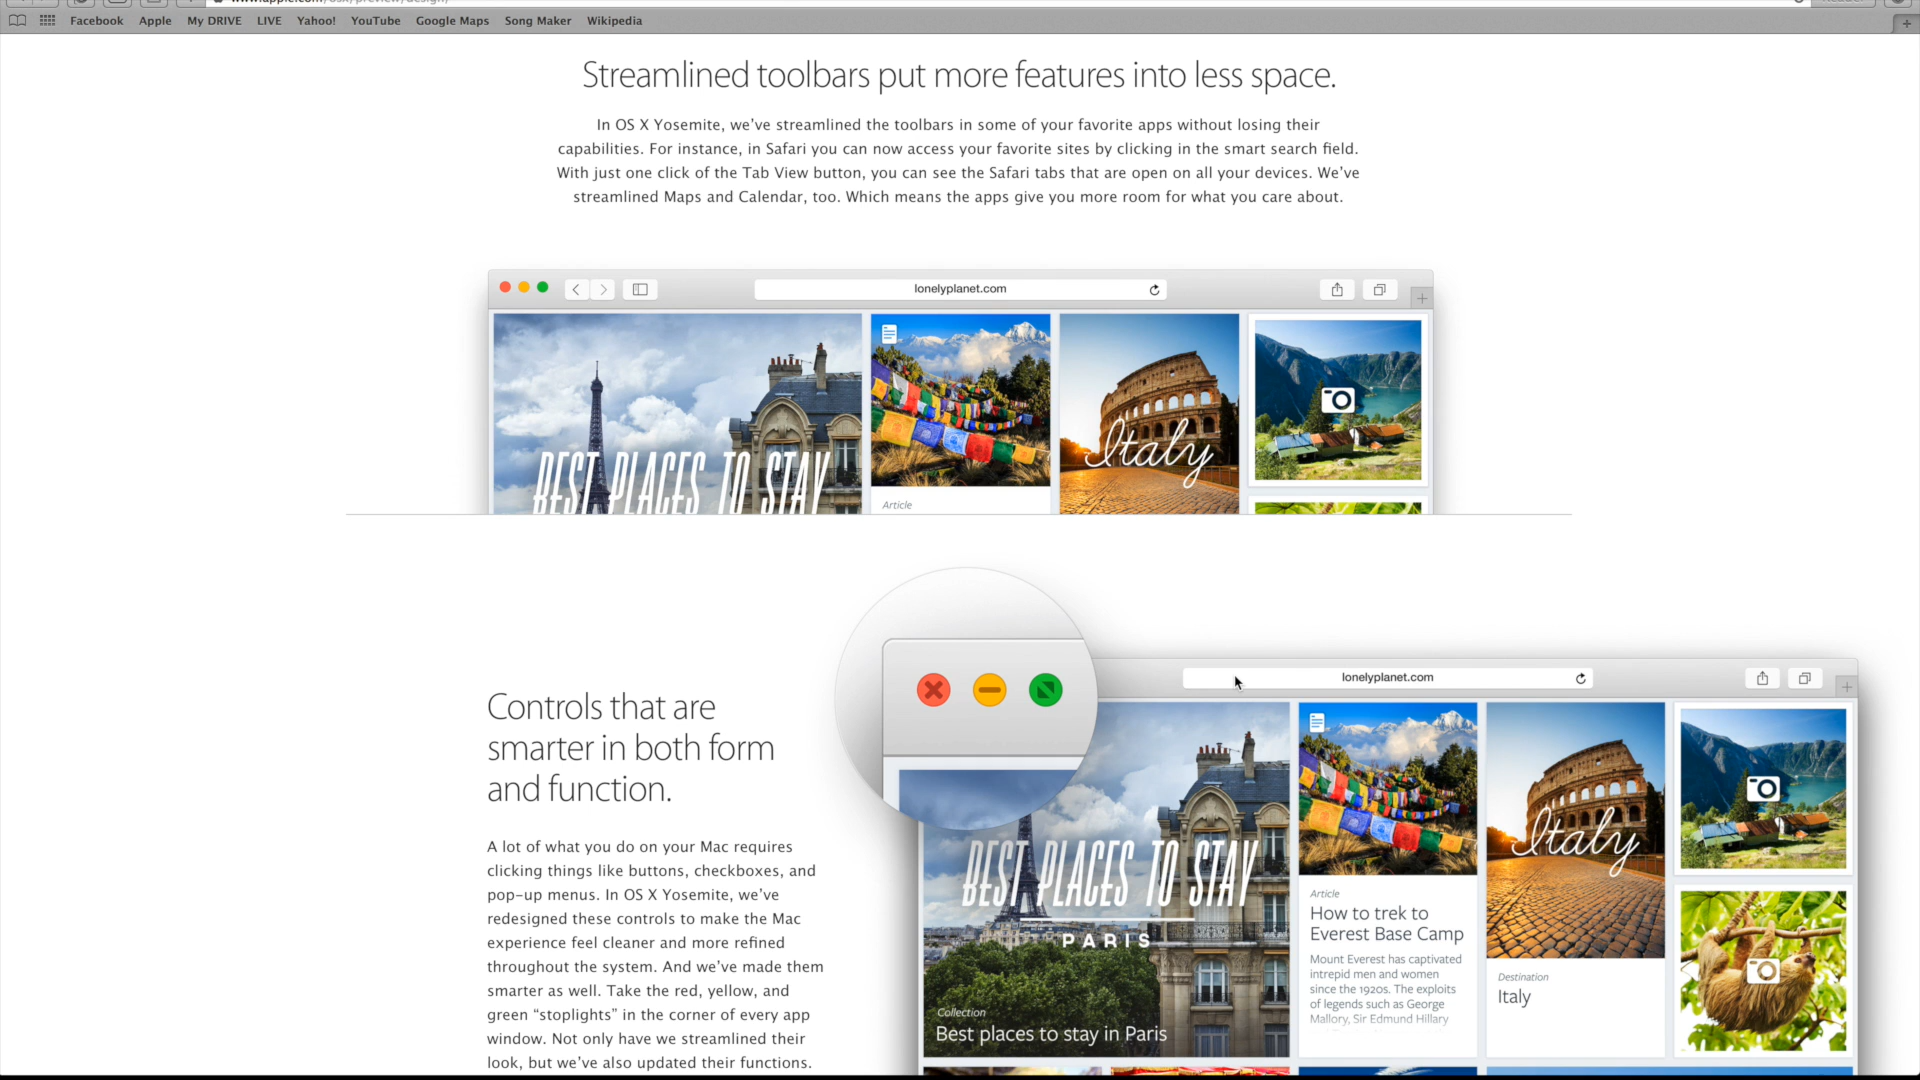 Facebook Apple My DRIVE LIVE Yahoo! YouTube Google Maps Song Maker Wikipedia
Streamlined toolbars put more features into less space.
In OS X Yosemite, we’ve streamlined the toolbars in some of your favorite apps without losing their
capabilities. For instance, in Safari you can now access your favorite sites by clicking in the smart search field.
With just one click of the Tab View button, you can see the Safari tabs that are open on all your devices. We’ve
streamlined Maps and Calendar, too. Which means the apps give you more room for what you care about.
lonelyplanet.com
BEST PLACES TO STAY
Italy
Article
Controls that are
smarter in both form
and function.
A lot of what you do on your Mac requires
clicking things like buttons, checkboxes, and
pop-up menus. In OS X Yosemite, we’ve
redesigned these controls to make the Mac
experience feel cleaner and more refined
throughout the system. And we’ve made them
smarter as well. Take the red, yellow, and
green “stoplights” in the corner of every app
window. Not only have we streamlined their
look, but we’ve also updated their functions.
lonelyplanet.com
BEST PLACES TO STAY
PARIS
Collection
Best places to stay in Paris
Article
How to trek to
Everest Base Camp
Mount Everest has captivated
intrepid men and women
since the 1920s. The exploits
of legends such as George
Mallory, Sir Edmund Hillary
Italy
Destination
Italy